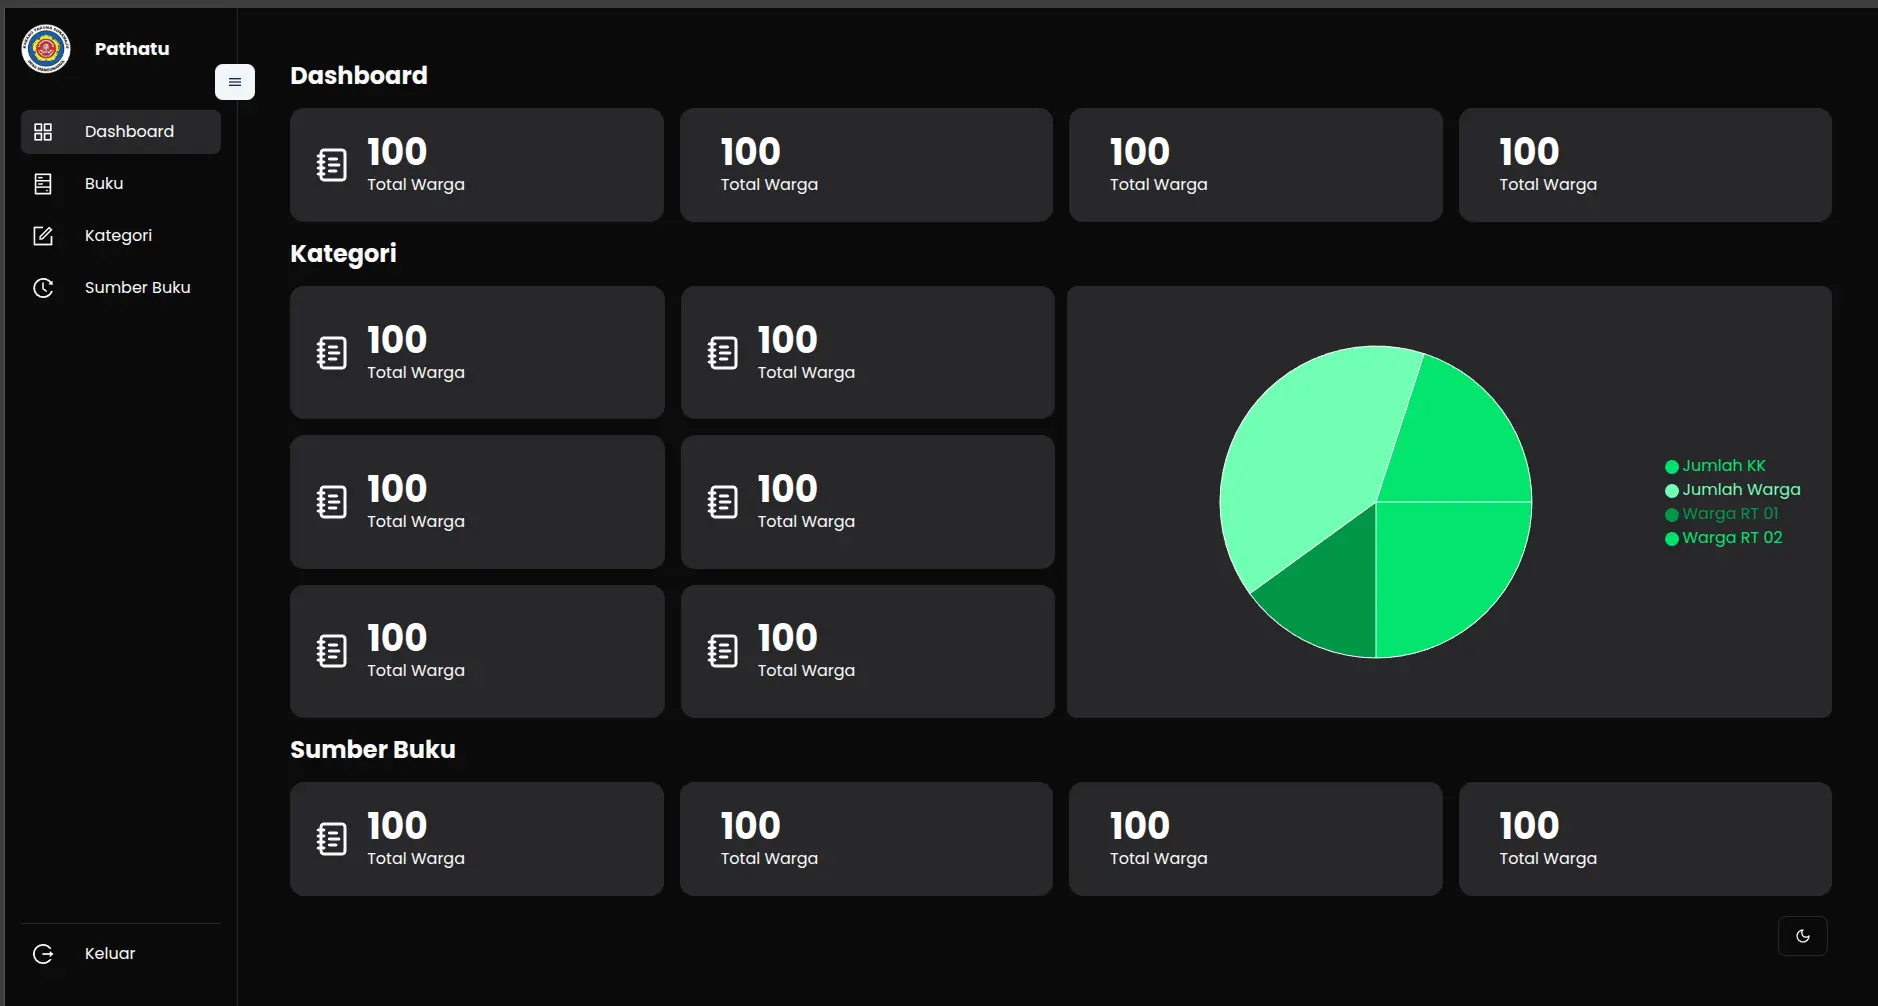 Pathatu
Dashboard
Buku
Kategori
Sumber Buku
Keluar
Dashboard
100
Total Warga
100
Total Warga
100
Total Warga
100
Total Warga
Kategori
100
Total Warga
100
Total Warga
100
Total Warga
100
Total Warga
100
Total Warga
100
Total Warga
Jumlah KK
Jumlah Warga
Warga RT 01
Warga RT 02
Sumber Buku
100
Total Warga
100
Total Warga
100
Total Warga
100
Total Warga